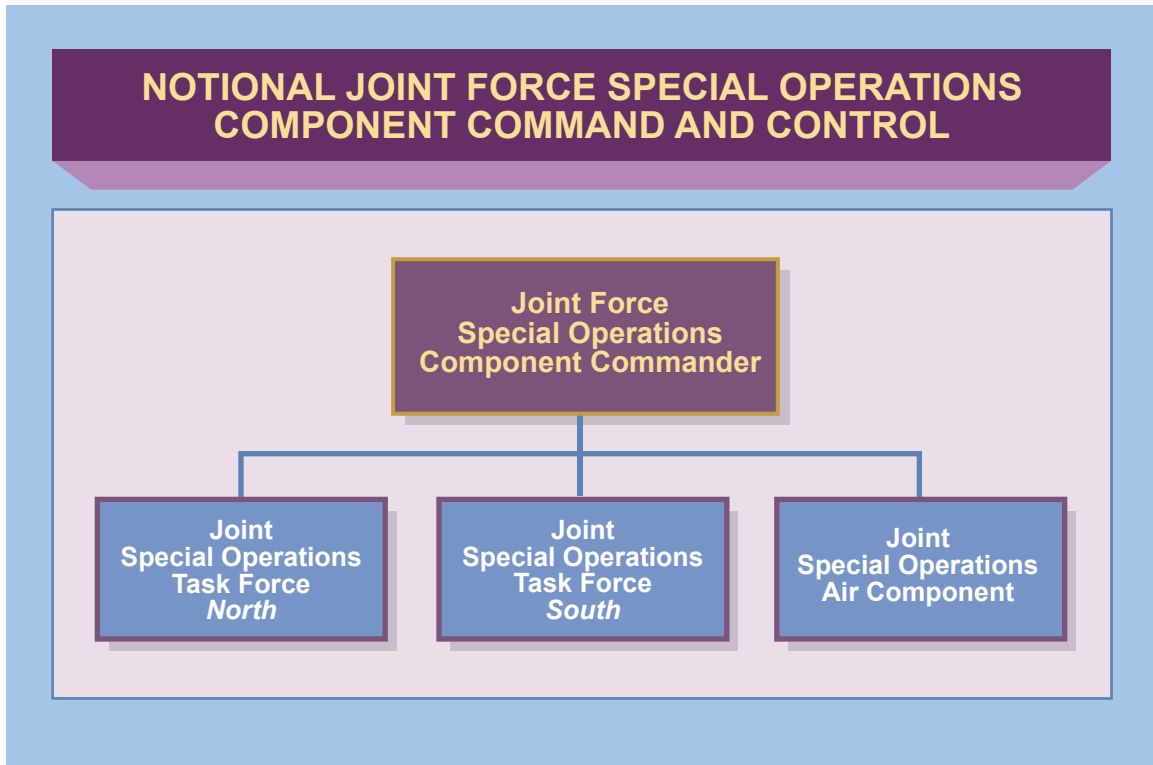 NOTIONAL JOINT FORCE SPECIAL OPERATIONS
COMPONENT COMMAND AND CONTROL
Joint Force
Special Operations
Component Commander
Joint
Special Operations
Task Force
North
Joint
Special Operations
Task Force
South
Joint
Special Operations
Air Component